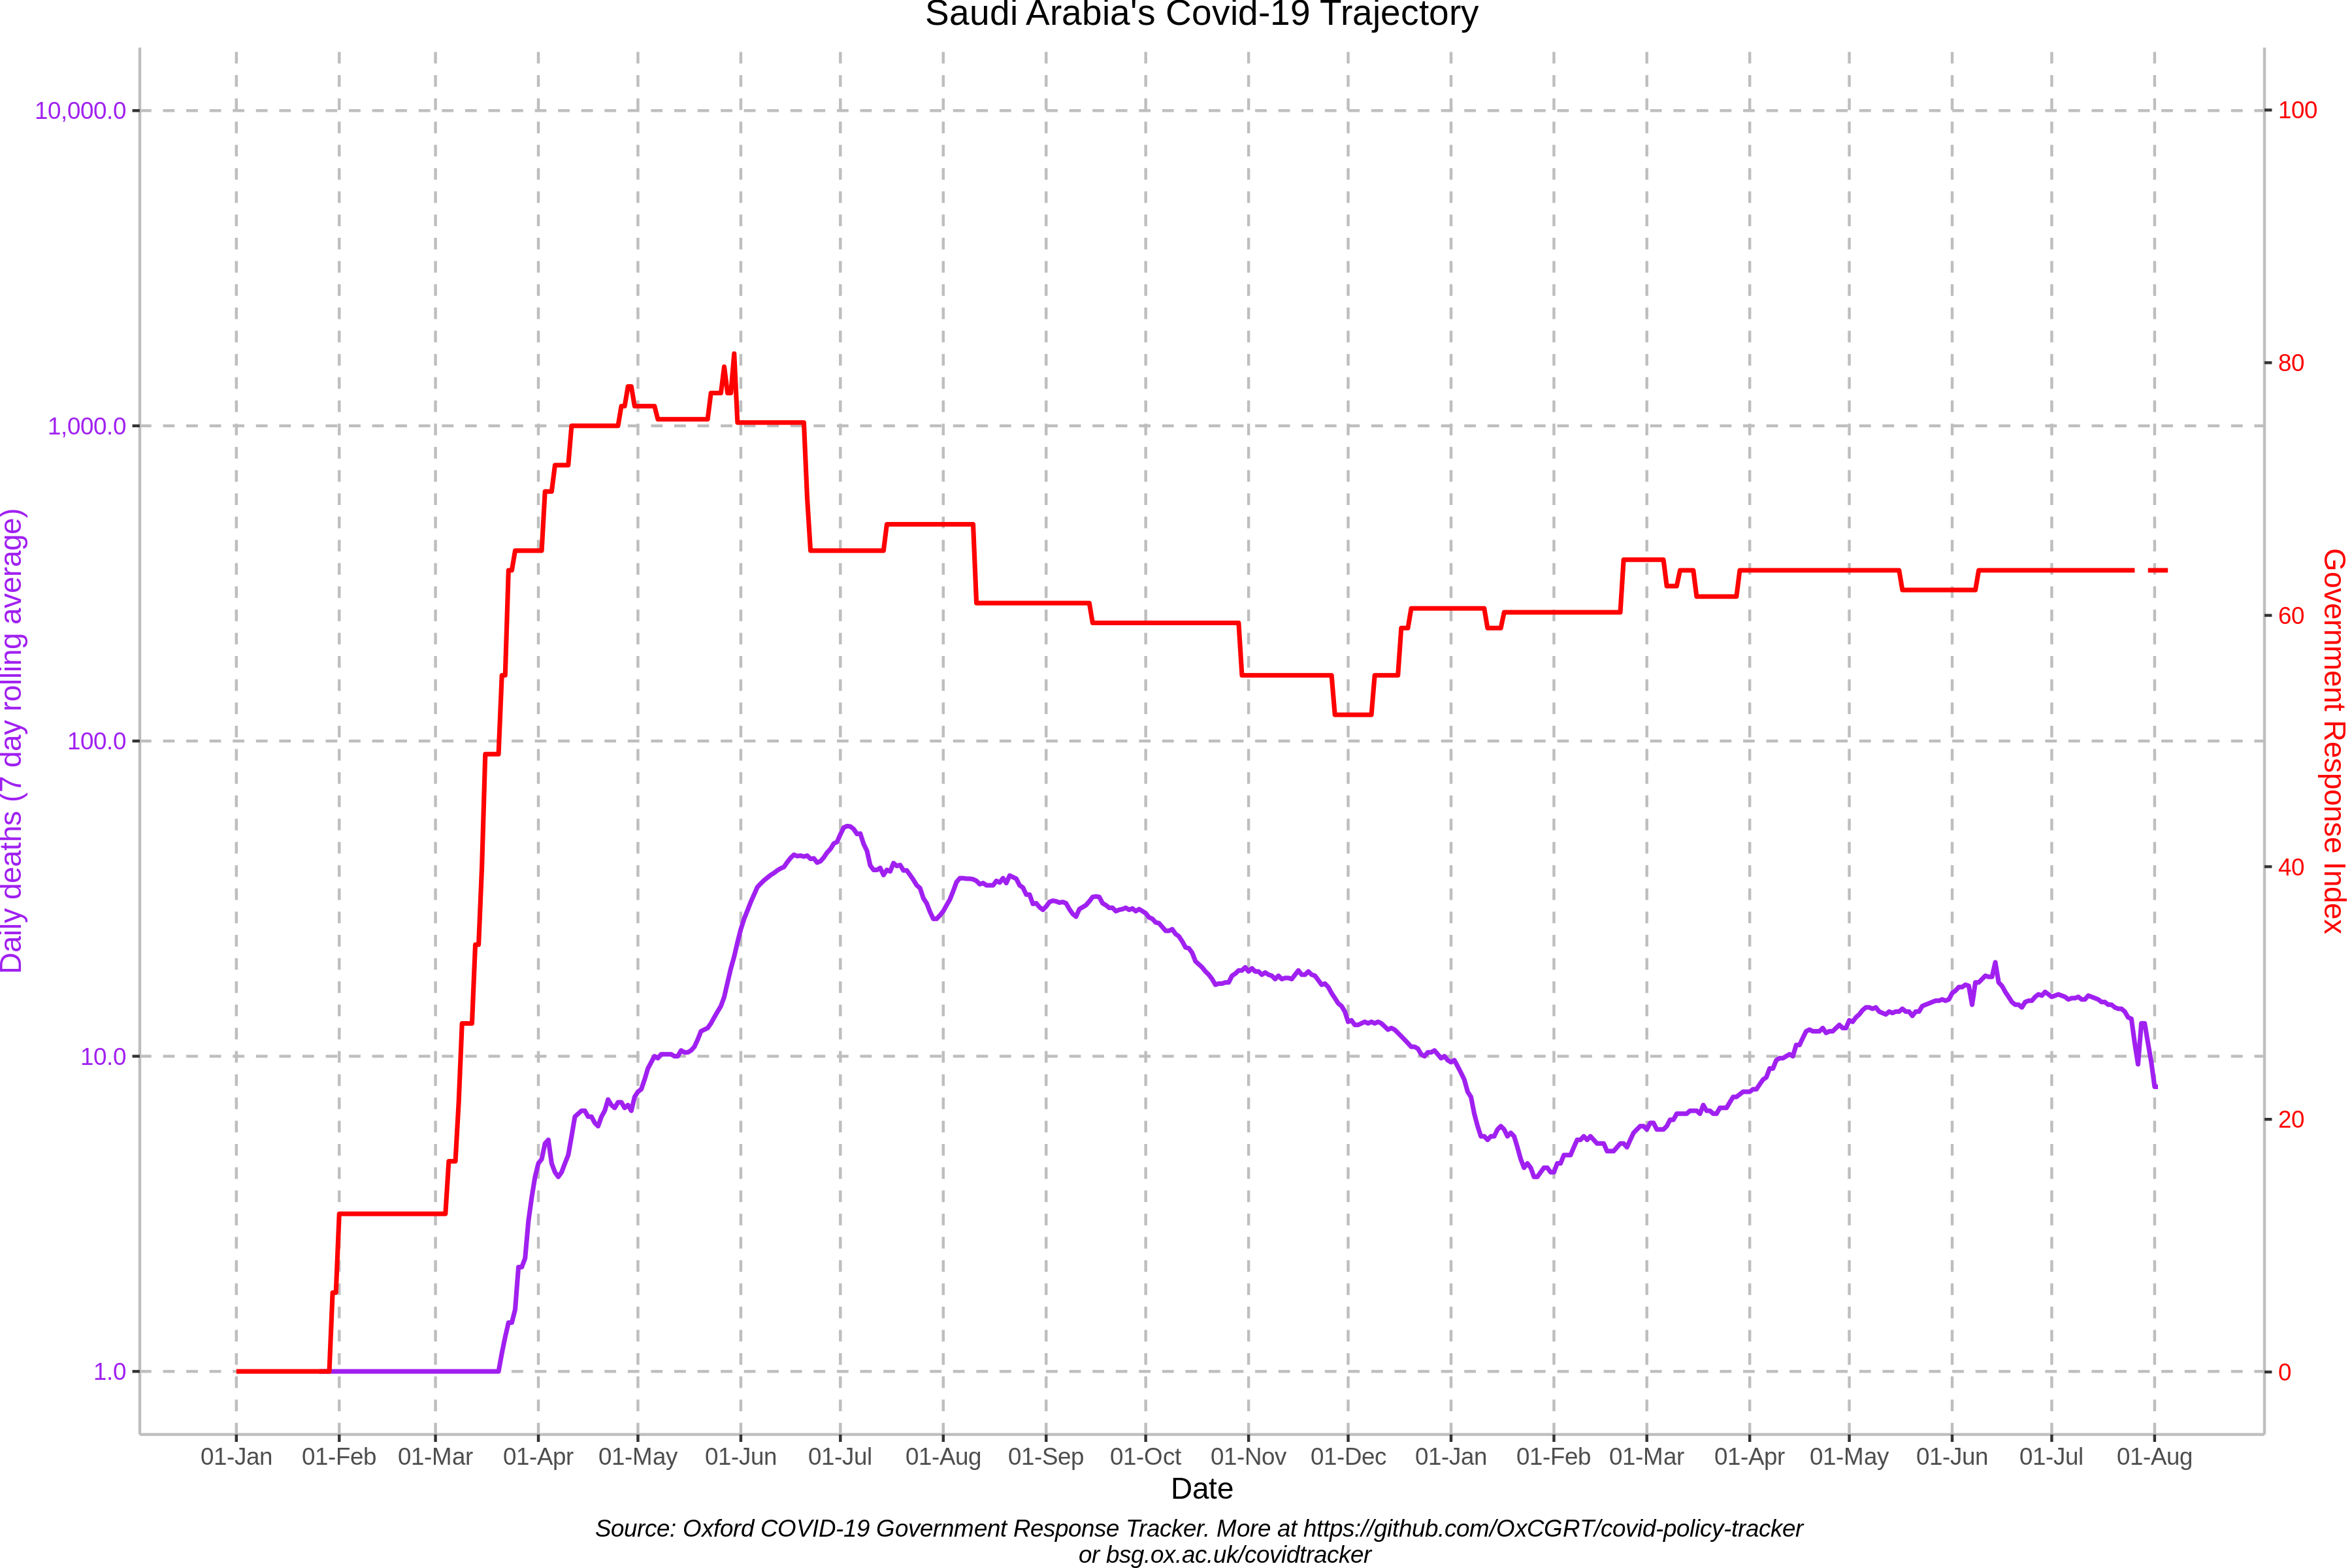 Saudi Arabia's Covid-19 Trajectory
10,000.0
1,000.0
100.0
10.0
1.0
Daily deaths (7 day rolling average)
100
80
60
40
20
0
Government Response Index
01-Jan 01-Feb 01-Mar 01-Apr 01-May 01-Jun 01-Jul 01-Aug 01-Sep 01-Oct 01-Nov 01-Dec 01-Jan 01-Feb 01-Mar 01-Apr 01-May 01-Jun 01-Jul 01-Aug
Date
Source: Oxford COVID-19 Government Response Tracker. More at https://github.com/OxCGRT/covid-policy-tracker
or bsg.ox.ac.uk/covidtracker